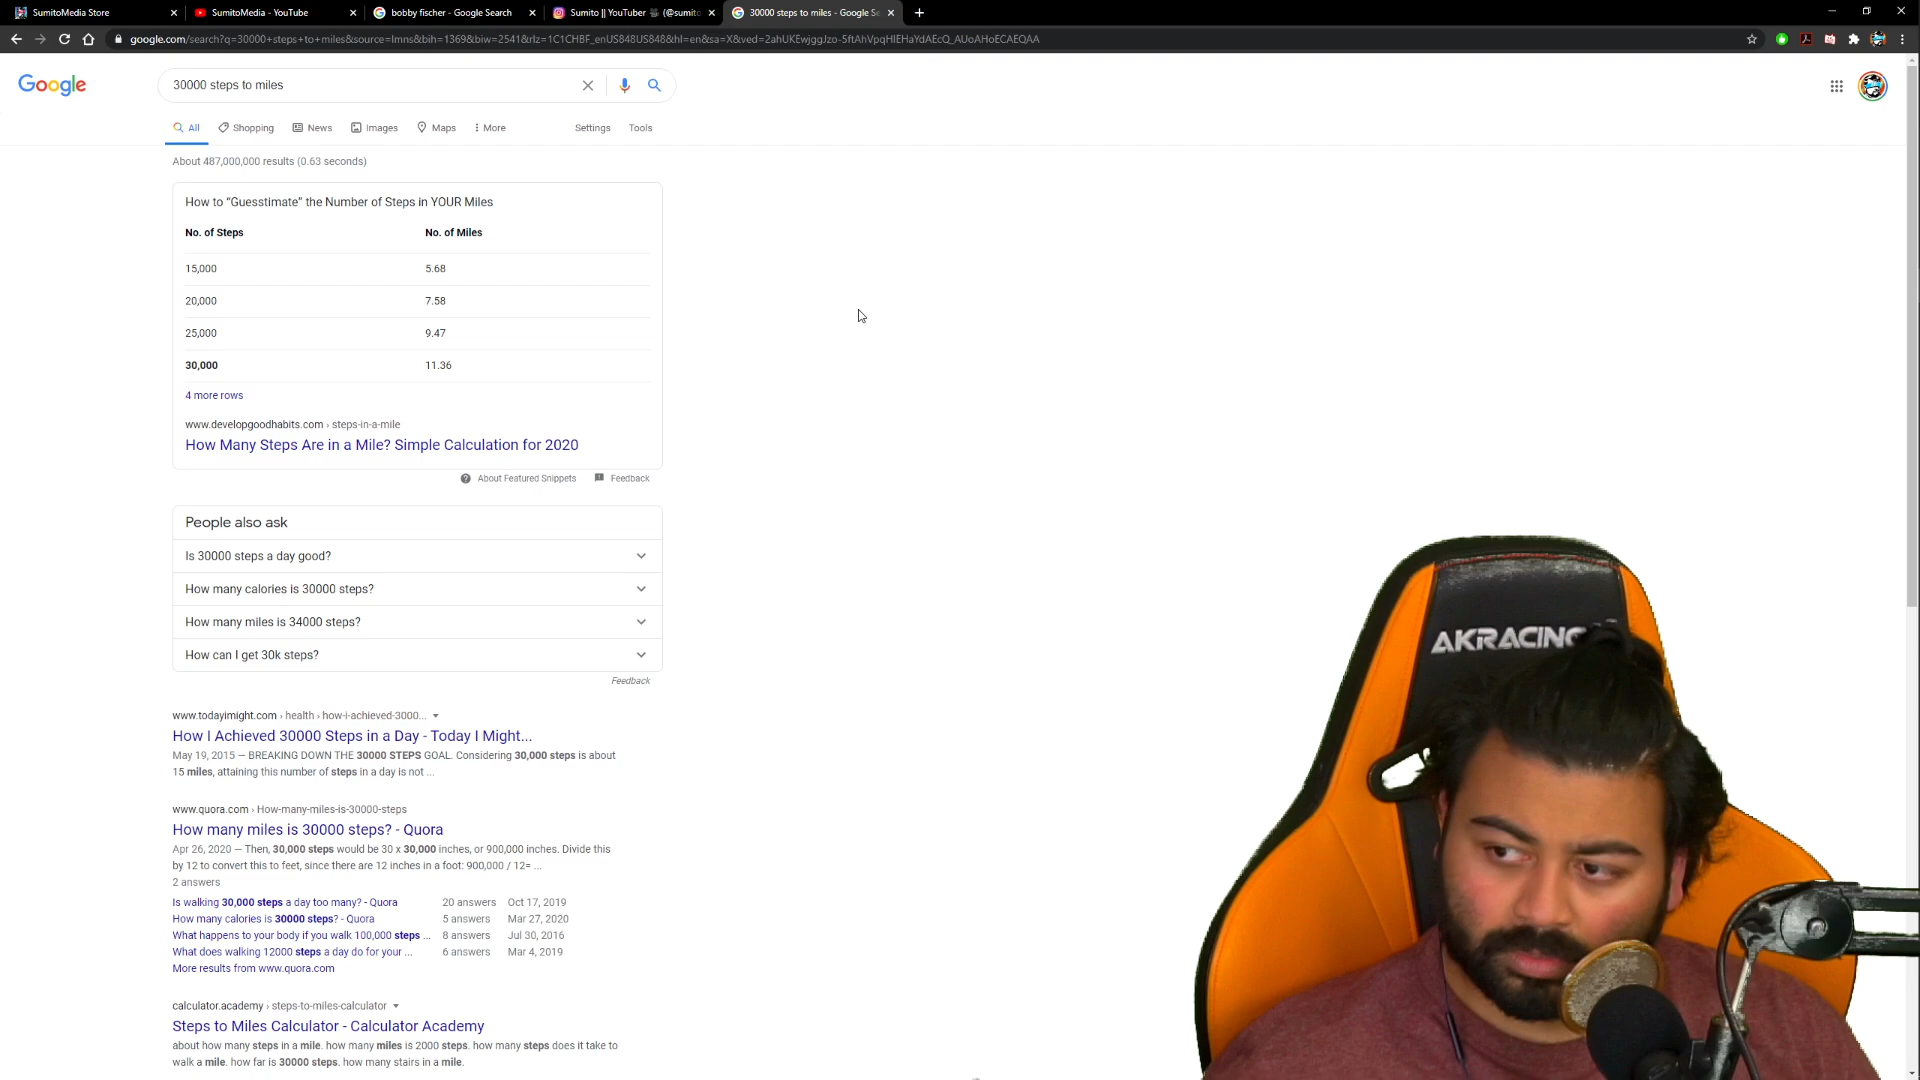 SumitoMedia Store
SumitoMedia - YouTube
bobby fischer - Google Search
Sumito || YouTuber 🎥 (@sumito
30000 steps to miles - Google Se
google.com/search?q=30000+steps+to+miles&source=lmns&bih=1369&biw=2541&rlz=1C1CHBF_enUS848US848&hl=en&sa=X&ved=2ahUKEwjggJzo-5ftAhVpqHIEHaYdAEcQ_AUoAHoECAEQAA
Google
30000 steps to miles
All Shopping News Images Maps More Settings Tools
About 487,000,000 results (0.63 seconds)
How to “Guesstimate” the Number of Steps in YOUR Miles
No. of Steps No. of Miles
15,000 5.68
20,000 7.58
25,000 9.47
30,000 11.36
4 more rows
www.developgoodhabits.com › steps-in-a-mile
How Many Steps Are in a Mile? Simple Calculation for 2020
About Featured Snippets Feedback
People also ask
Is 30000 steps a day good?
How many calories is 30000 steps?
How many miles is 34000 steps?
How can I get 30k steps?
Feedback
www.todayimight.com › health › how-i-achieved-3000...
How I Achieved 30000 Steps in a Day - Today I Might...
May 19, 2015 — BREAKING DOWN THE 30000 STEPS GOAL. Considering 30,000 steps is about
15 miles, attaining this number of steps in a day is not ...
www.quora.com › How-many-miles-is-30000-steps
How many miles is 30000 steps? - Quora
Apr 26, 2020 — Then, 30,000 steps would be 30 x 30,000 inches, or 900,000 inches. Divide this
by 12 to convert this to feet, since there are 12 inches in a foot: 900,000 / 12= ...
2 answers
Is walking 30,000 steps a day too many? - Quora 20 answers Oct 17, 2019
How many calories is 30000 steps? - Quora 5 answers Mar 27, 2020
What happens to your body if you walk 100,000 steps ... 8 answers Jul 30, 2016
What does walking 12000 steps a day do for your ... 6 answers Mar 4, 2019
More results from www.quora.com
calculator.academy › steps-to-miles-calculator
Steps to Miles Calculator - Calculator Academy
about how many steps in a mile. how many miles is 2000 steps. how many steps does it take to
walk a mile. how far is 30000 steps. how many stairs in a mile.
AKRACING